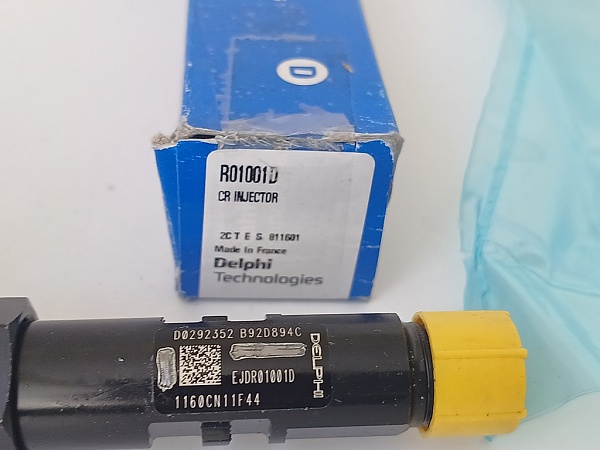 D
R01001D
CR INJECTOR
2C T E S 011601
Made In France
Delphi
Technologies
D0292352 B92D894C
DELPHI
EJDR01001D
1160CN11F44